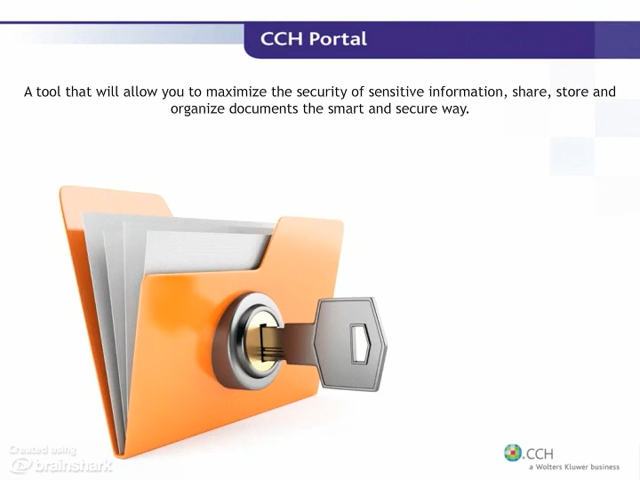 CCH Portal
A tool that will allow you to maximize the security of sensitive information, share, store and
organize documents the smart and secure way.
Created using
brainshark
.CCH
a Wolters Kluwer business